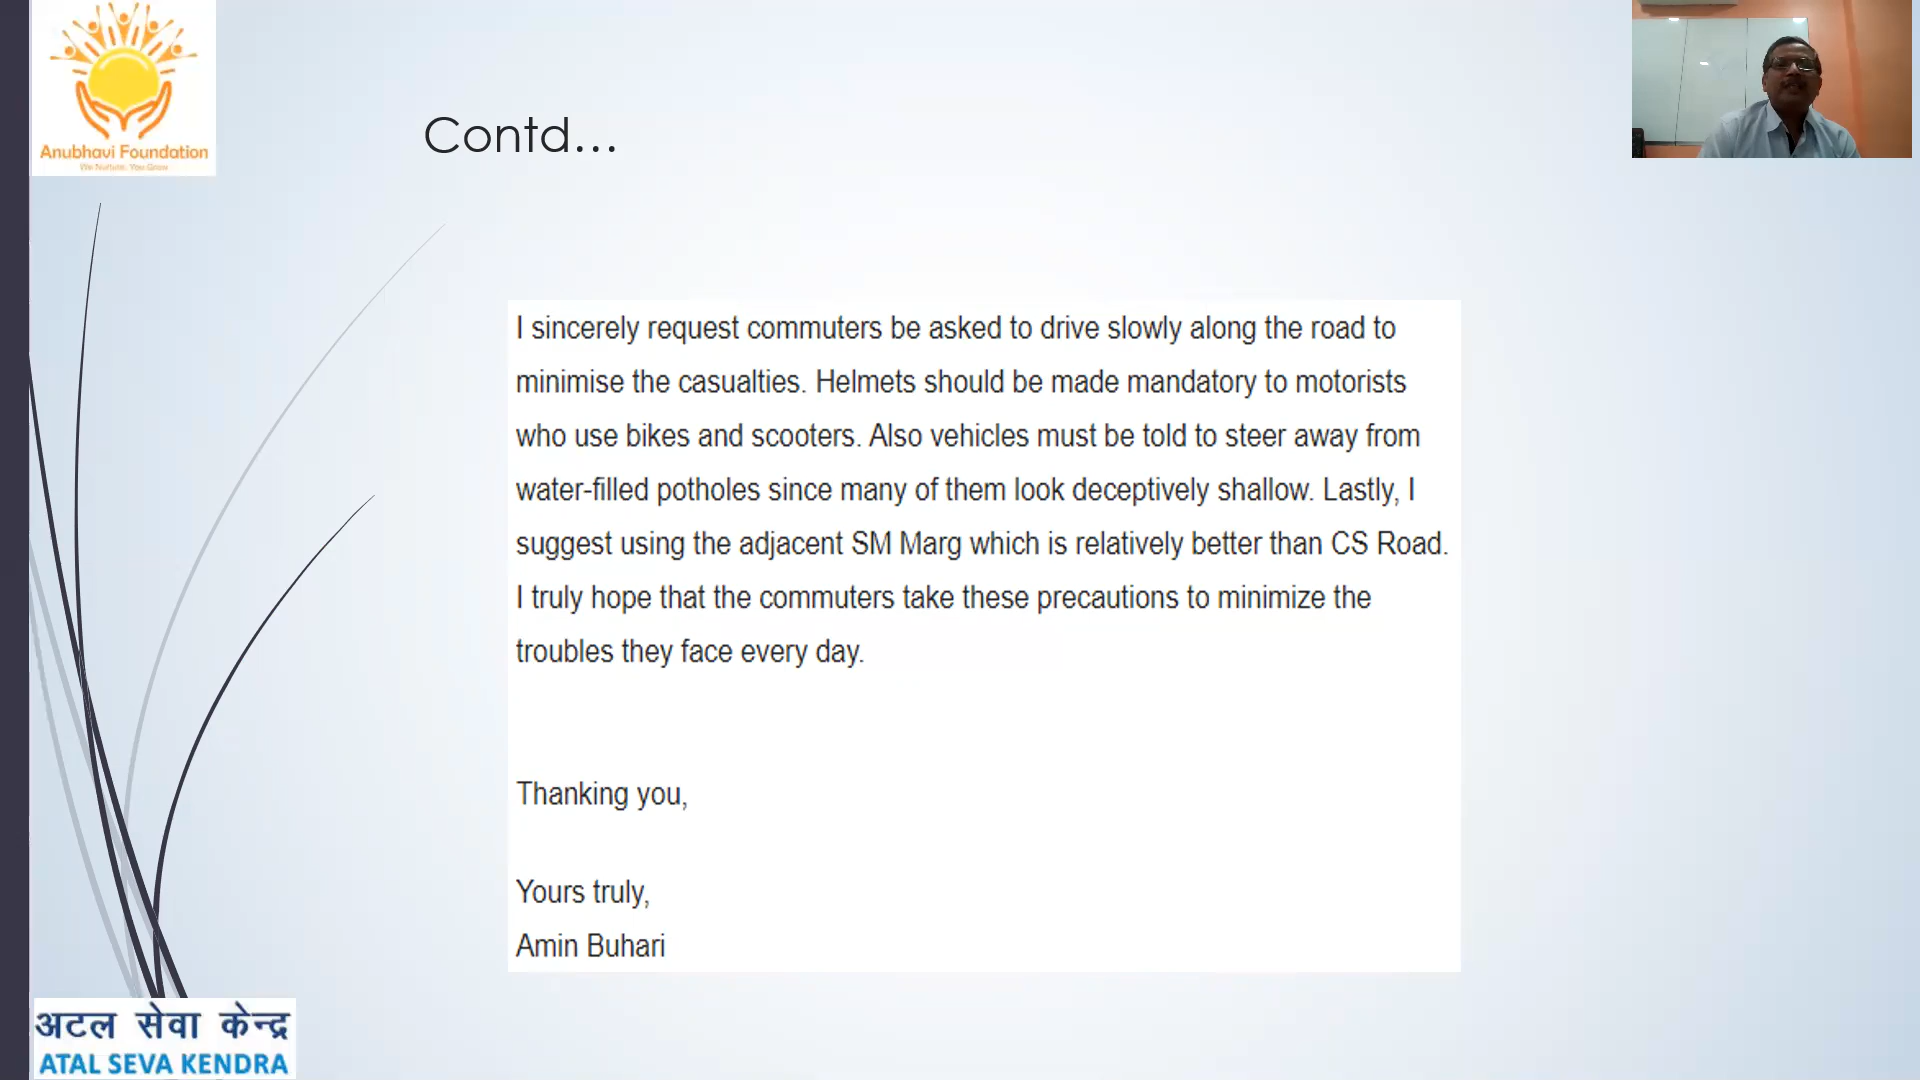 Anubhavi Foundation
We Nurture, You Grow
Contd...
I sincerely request commuters be asked to drive slowly along the road to
minimise the casualties. Helmets should be made mandatory to motorists
who use bikes and scooters. Also vehicles must be told to steer away from
water-filled potholes since many of them look deceptively shallow. Lastly, I
suggest using the adjacent SM Marg which is relatively better than CS Road.
I truly hope that the commuters take these precautions to minimize the
troubles they face every day.
Thanking you,
Yours truly,
Amin Buhari
अटल सेवा केन्द्र
ATAL SEVA KENDRA